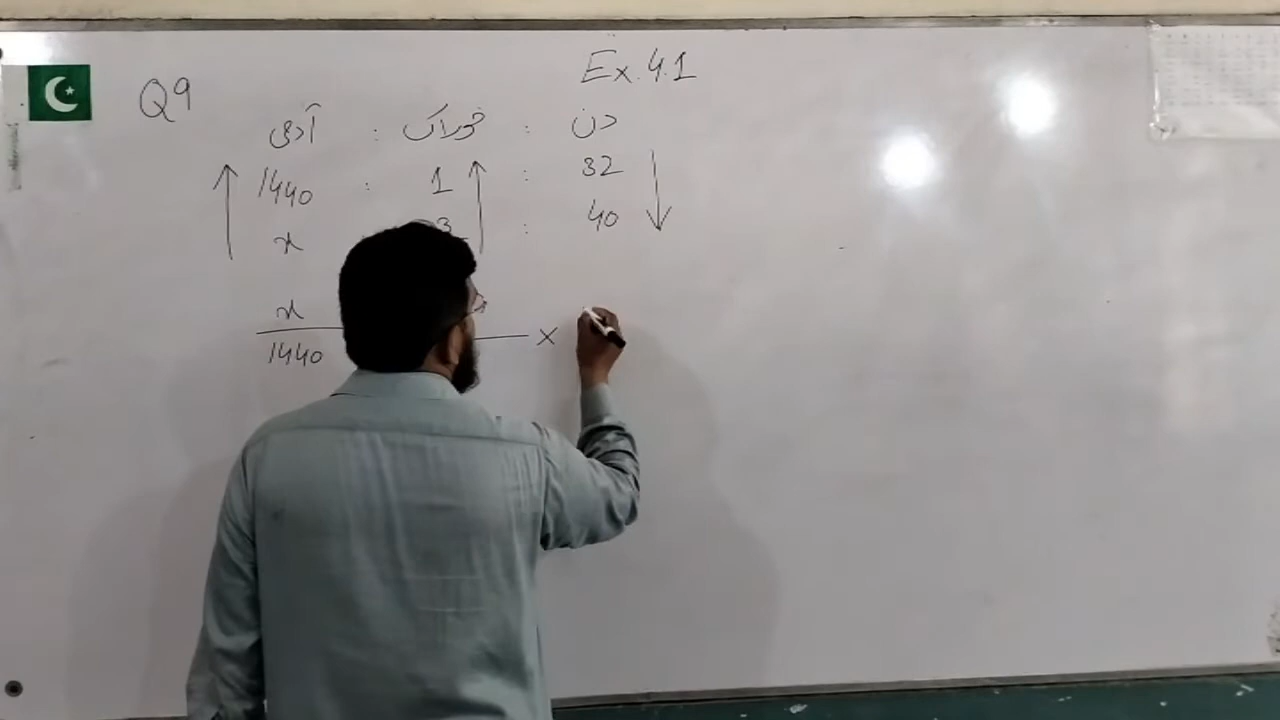 Ex. 4.1
Q9
دن : خوراک : آدمی
1440 : 1 : 32
x 3 : 40
x ×
1440